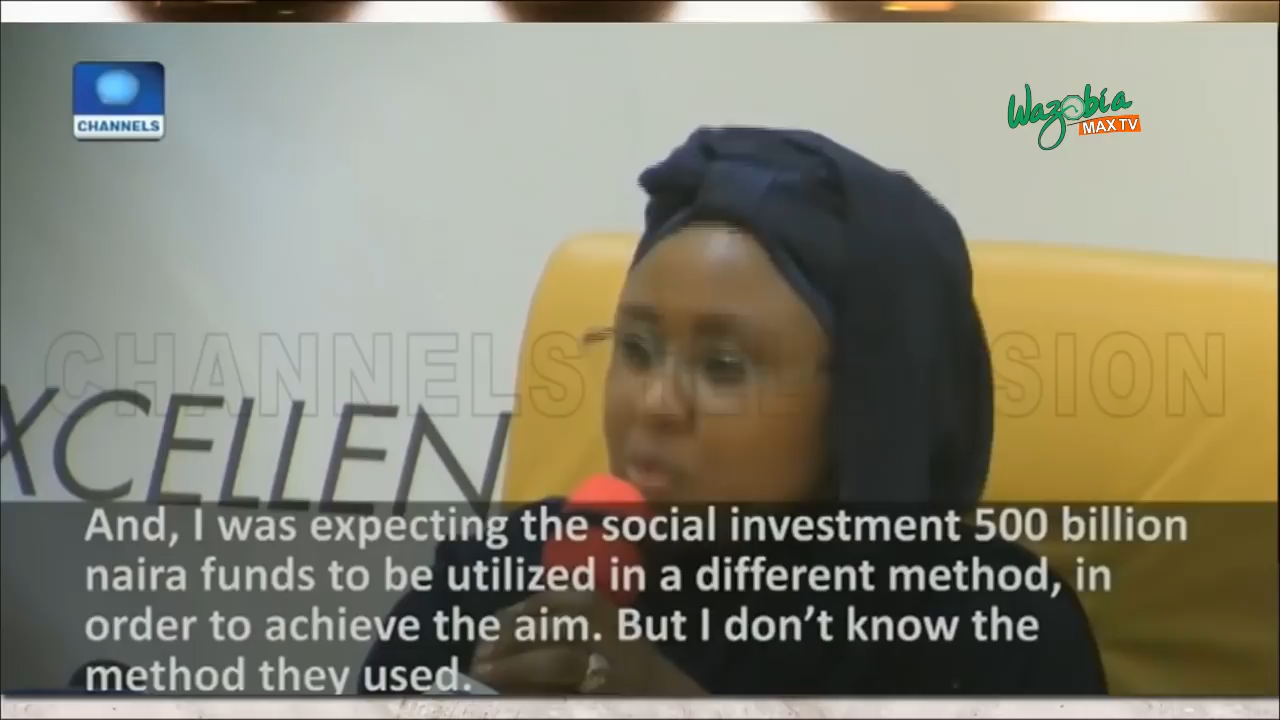 CHANNELS
Wazobia
MAX TV
CHANNELS TELEVISION
XCELLEN
And, I was expecting the social investment 500 billion
naira funds to be utilized in a different method, in
order to achieve the aim. But I don’t know the
method they used.